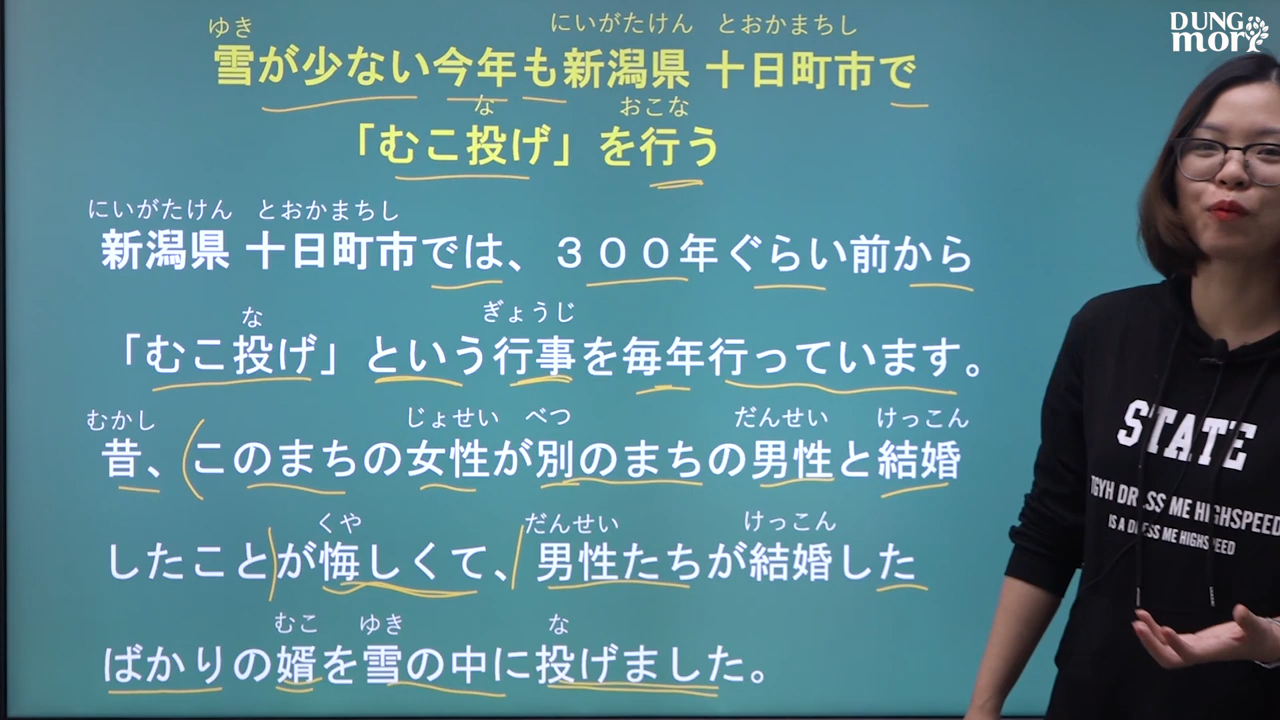 DUNG
mori
ゆき にいがたけん とおかまちし
雪が少ない今年も新潟県 十日町市で
な おこな
「むこ投げ」を行う
にいがたけん とおかまちし
新潟県 十日町市では、３００年ぐらい前から
な ぎょうじ
「むこ投げ」という行事を毎年行っています。
むかし じょせい べつ だんせい けっこん
昔、このまちの女性が別のまちの男性と結婚
くや だんせい けっこん
したことが悔しくて、男性たちが結婚した
むこ ゆき な
ばかりの婿を雪の中に投げました。
STATE
ME HIGHSPEED
IS A